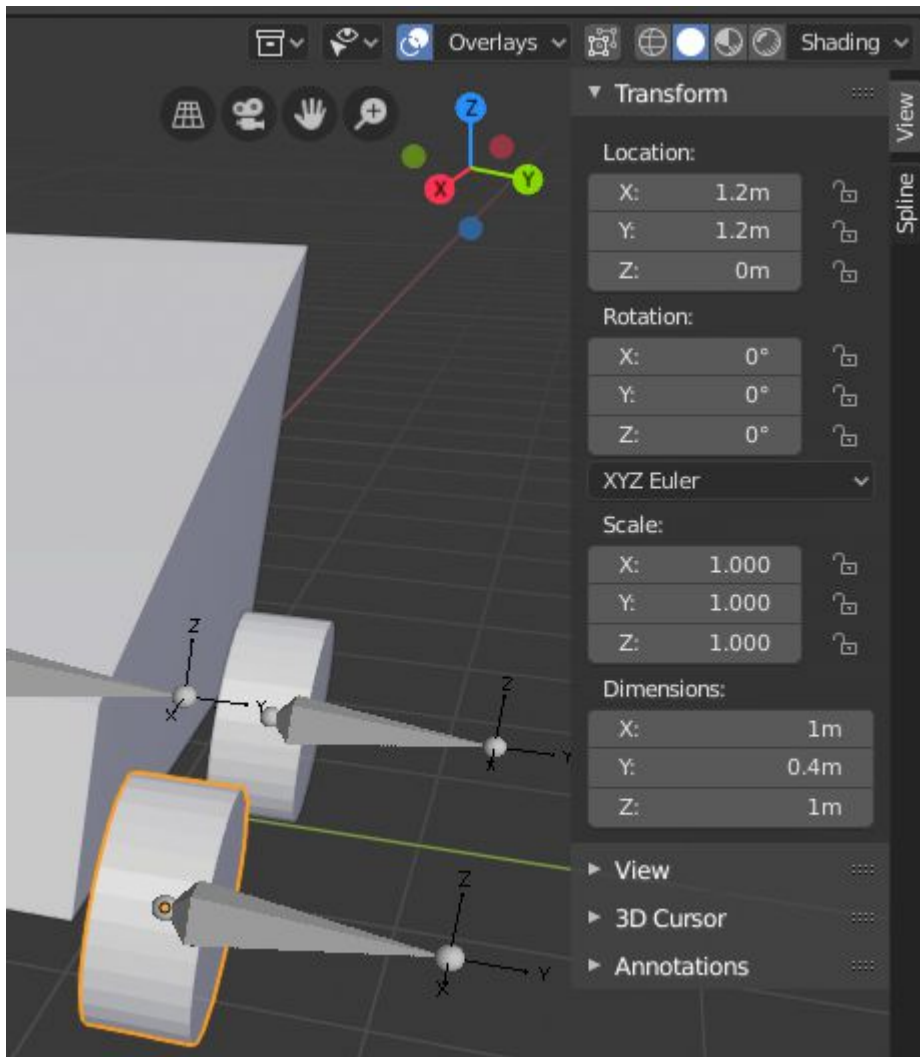 Overlays
Shading
Transform
View
Spline
Location:
X: 1.2m
Y: 1.2m
Z: 0m
Rotation:
X: 0°
Y: 0°
Z: 0°
XYZ Euler
Scale:
X: 1.000
Y: 1.000
Z: 1.000
Dimensions:
X: 1m
Y: 0.4m
Z: 1m
View
3D Cursor
Annotations
Z
X
Y
Z
X
Y
Z
X
Y
Z
X
Y